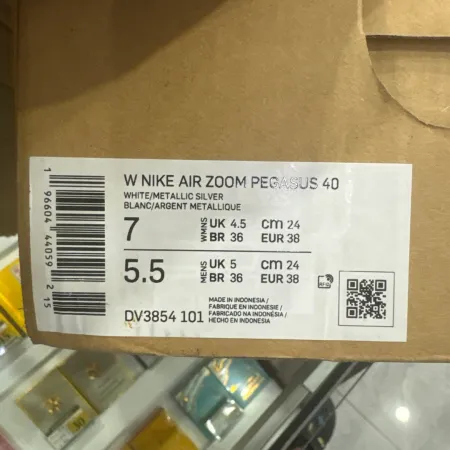 W NIKE AIR ZOOM PEGASUS 40
WHITE/METALLIC SILVER
BLANC/ARGENT METALLIQUE
7 WMNS UK 4.5 cm 24
BR 36 EUR 38
5.5 MENS UK 5 cm 24
BR 36 EUR 38
DV3854 101
MADE IN INDONESIA /
FABRIQUE EN INDONESIE /
FABRICADO NA INDONÉSIA /
HECHO EN INDONESIA
1 96604 44059 2 15